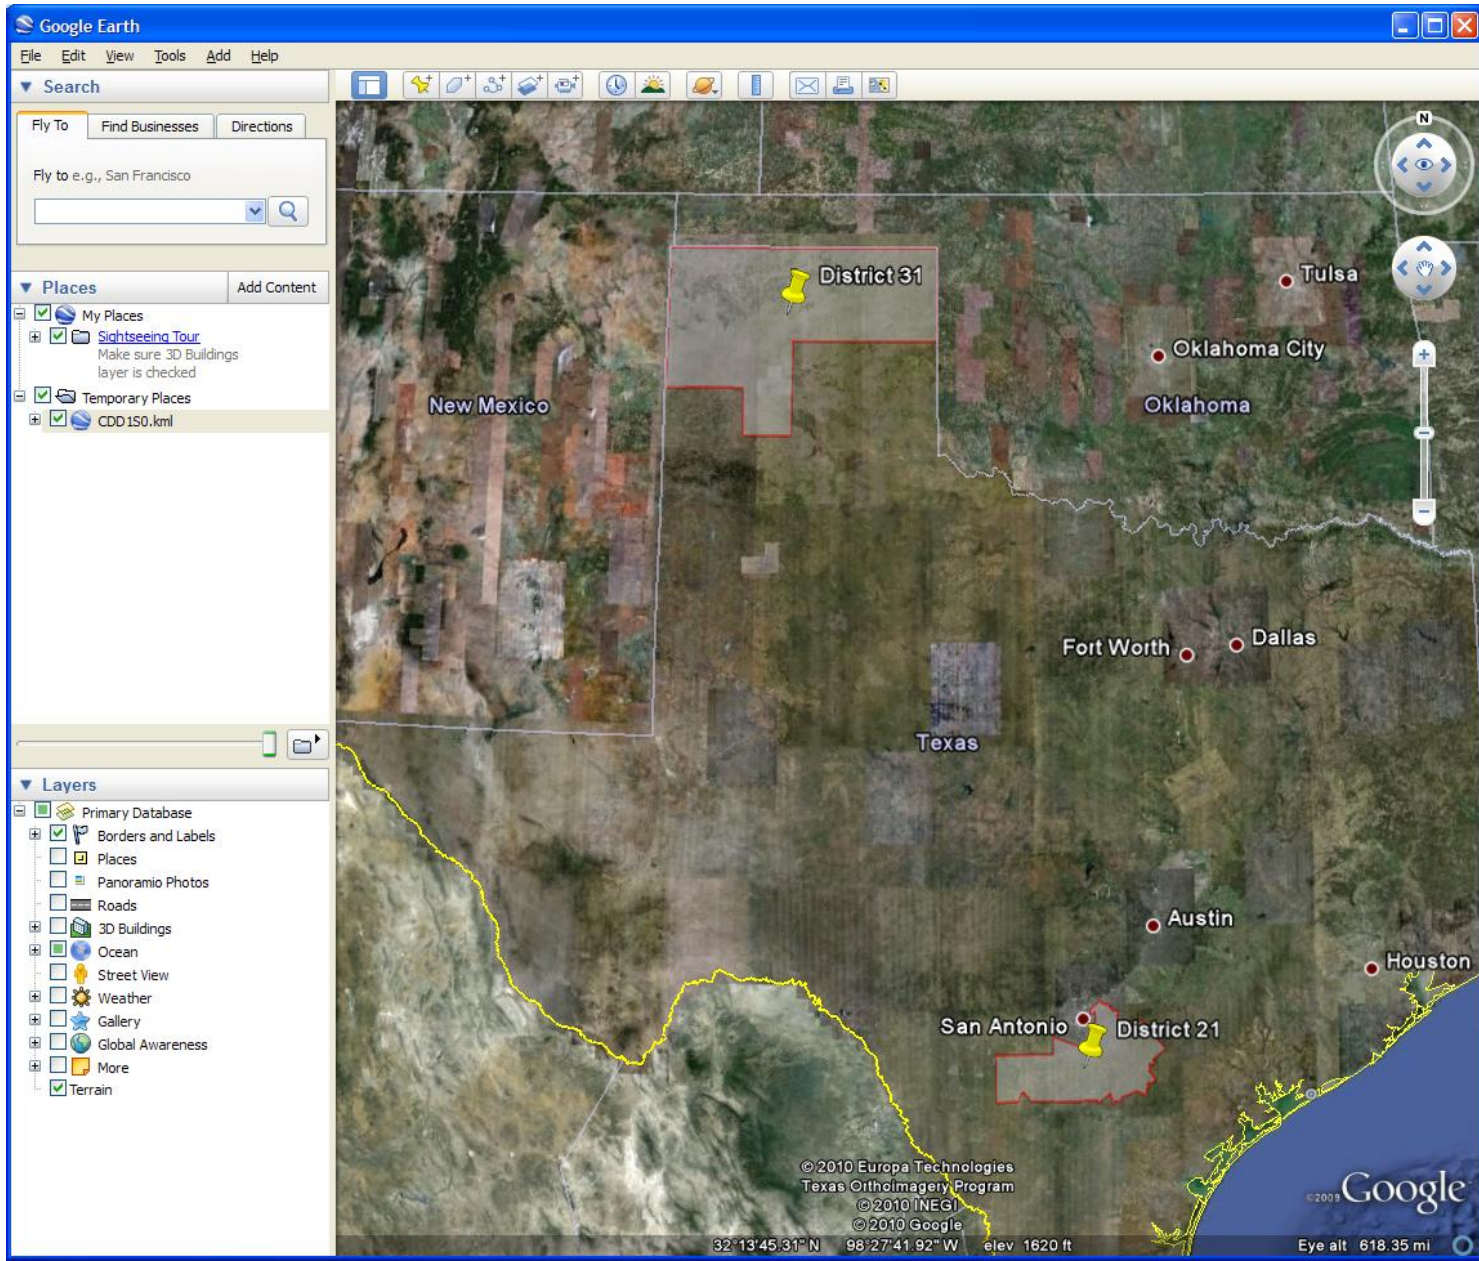 Google Earth
File Edit View Tools Add Help
Search
Fly To Find Businesses Directions
Fly to e.g., San Francisco
Places Add Content
My Places
Sightseeing Tour
Make sure 3D Buildings
layer is checked
Temporary Places
CDD1S0.kml
Layers
Primary Database
Borders and Labels
Places
Panoramio Photos
Roads
3D Buildings
Ocean
Street View
Weather
Gallery
Global Awareness
More
Terrain
N
District 31
Tulsa
Oklahoma City
New Mexico
Oklahoma
Fort Worth
Dallas
Texas
Austin
Houston
San Antonio
District 21
© 2010 Europa Technologies
Texas Orthoimagery Program
© 2010 INEGI
© 2010 Google
©2009 Google
32°13'45.31" N 98°27'41.92" W elev 1620 ft Eye alt 618.35 mi